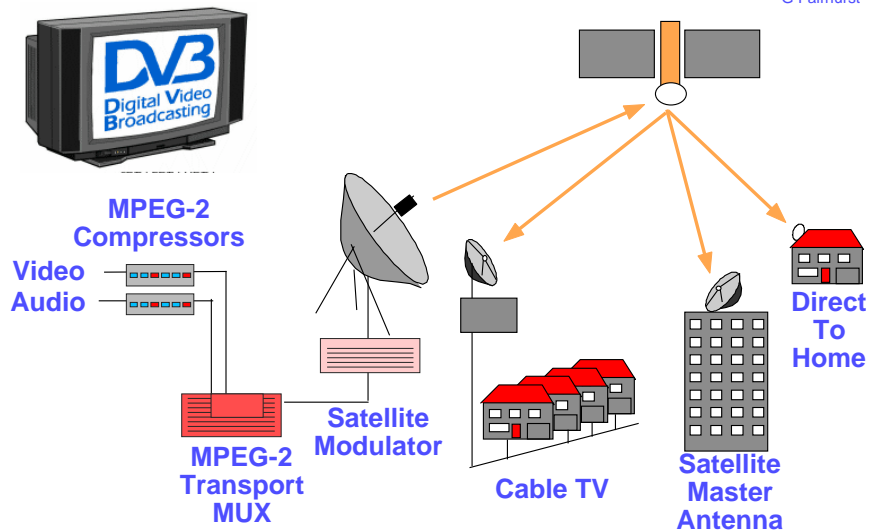 DVB
Digital Video
Broadcasting
MPEG-2
Compressors
Video
Audio
MPEG-2
Transport
MUX
Satellite
Modulator
Cable TV
Satellite
Master
Antenna
Direct
To
Home